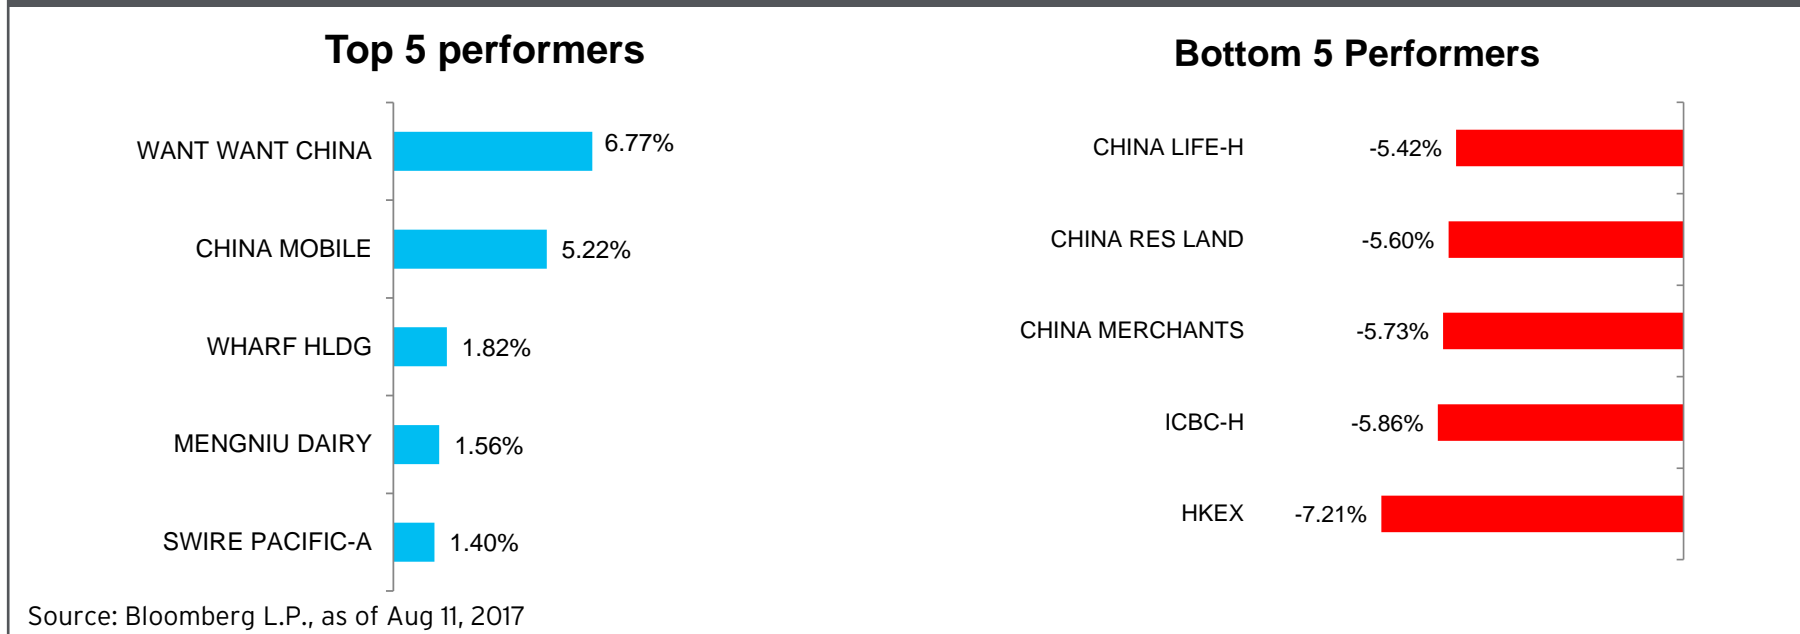 Top 5 performers
WANT WANT CHINA 6.77%
CHINA MOBILE 5.22%
WHARF HLDG 1.82%
MENGNIU DAIRY 1.56%
SWIRE PACIFIC-A 1.40%
Bottom 5 Performers
CHINA LIFE-H -5.42%
CHINA RES LAND -5.60%
CHINA MERCHANTS -5.73%
ICBC-H -5.86%
HKEX -7.21%
Source: Bloomberg L.P., as of Aug 11, 2017